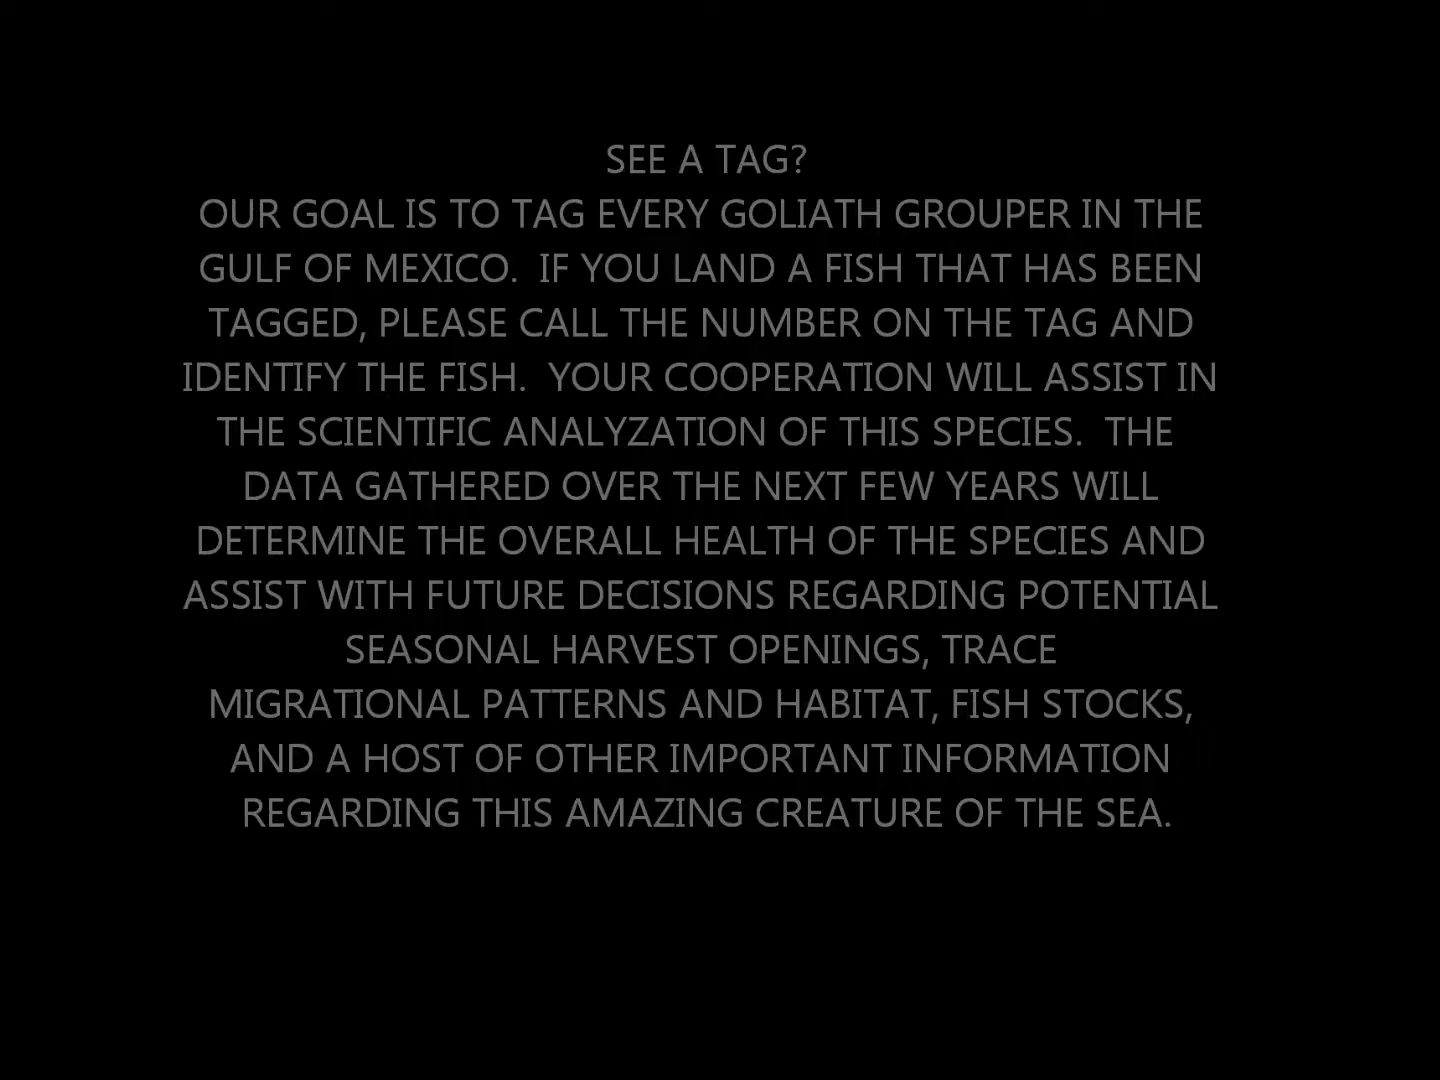 SEE A TAG?
OUR GOAL IS TO TAG EVERY GOLIATH GROUPER IN THE
GULF OF MEXICO.  IF YOU LAND A FISH THAT HAS BEEN
TAGGED, PLEASE CALL THE NUMBER ON THE TAG AND
IDENTIFY THE FISH.  YOUR COOPERATION WILL ASSIST IN
THE SCIENTIFIC ANALYZATION OF THIS SPECIES.  THE
DATA GATHERED OVER THE NEXT FEW YEARS WILL
DETERMINE THE OVERALL HEALTH OF THE SPECIES AND
ASSIST WITH FUTURE DECISIONS REGARDING POTENTIAL
SEASONAL HARVEST OPENINGS, TRACE
MIGRATIONAL PATTERNS AND HABITAT, FISH STOCKS,
AND A HOST OF OTHER IMPORTANT INFORMATION
REGARDING THIS AMAZING CREATURE OF THE SEA.